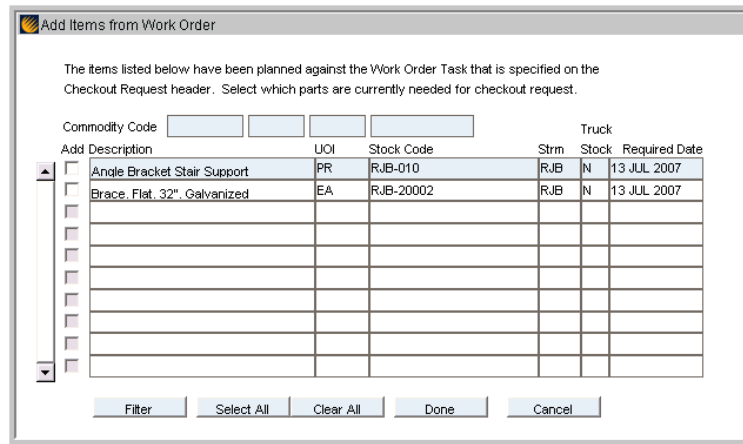 Add Items from Work Order
The items listed below have been planned against the Work Order Task that is specified on the
Checkout Request header. Select which parts are currently needed for checkout request.
Commodity Code
Truck
Add Description UOI Stock Code Strm Stock Required Date
Angle Bracket Stair Support PR RJB-010 RJB N 13 JUL 2007
Brace. Flat. 32". Galvanized EA RJB-20002 RJB N 13 JUL 2007
Filter Select All Clear All Done Cancel